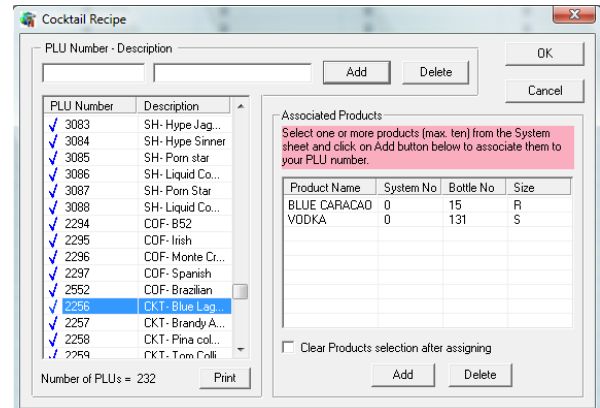 Cocktail Recipe
PLU Number - Description
Add
Delete
OK
Cancel
PLU Number Description
3083 SH- Hype Jag...
3084 SH- Hype Sinner
3085 SH- Porn star
3086 SH- Liquid Co...
3087 SH- Porn Star
3088 SH- Liquid Co...
2294 COF- B52
2295 COF- Irish
2296 COF- Monte Cr...
2297 COF- Spanish
2552 COF- Brazilian
2256 CKT- Blue Lag...
2257 CKT- Brandy A...
2258 CKT- Pina col...
2259 CKT- Tom Colli...
Number of PLUs = 232
Print
Associated Products
Select one or more products (max. ten) from the System
sheet and click on Add button below to associate them to
your PLU number.
Product Name System No Bottle No Size
BLUE CARACAO 0 15 R
VODKA 0 131 S
Clear Products selection after assigning
Add
Delete